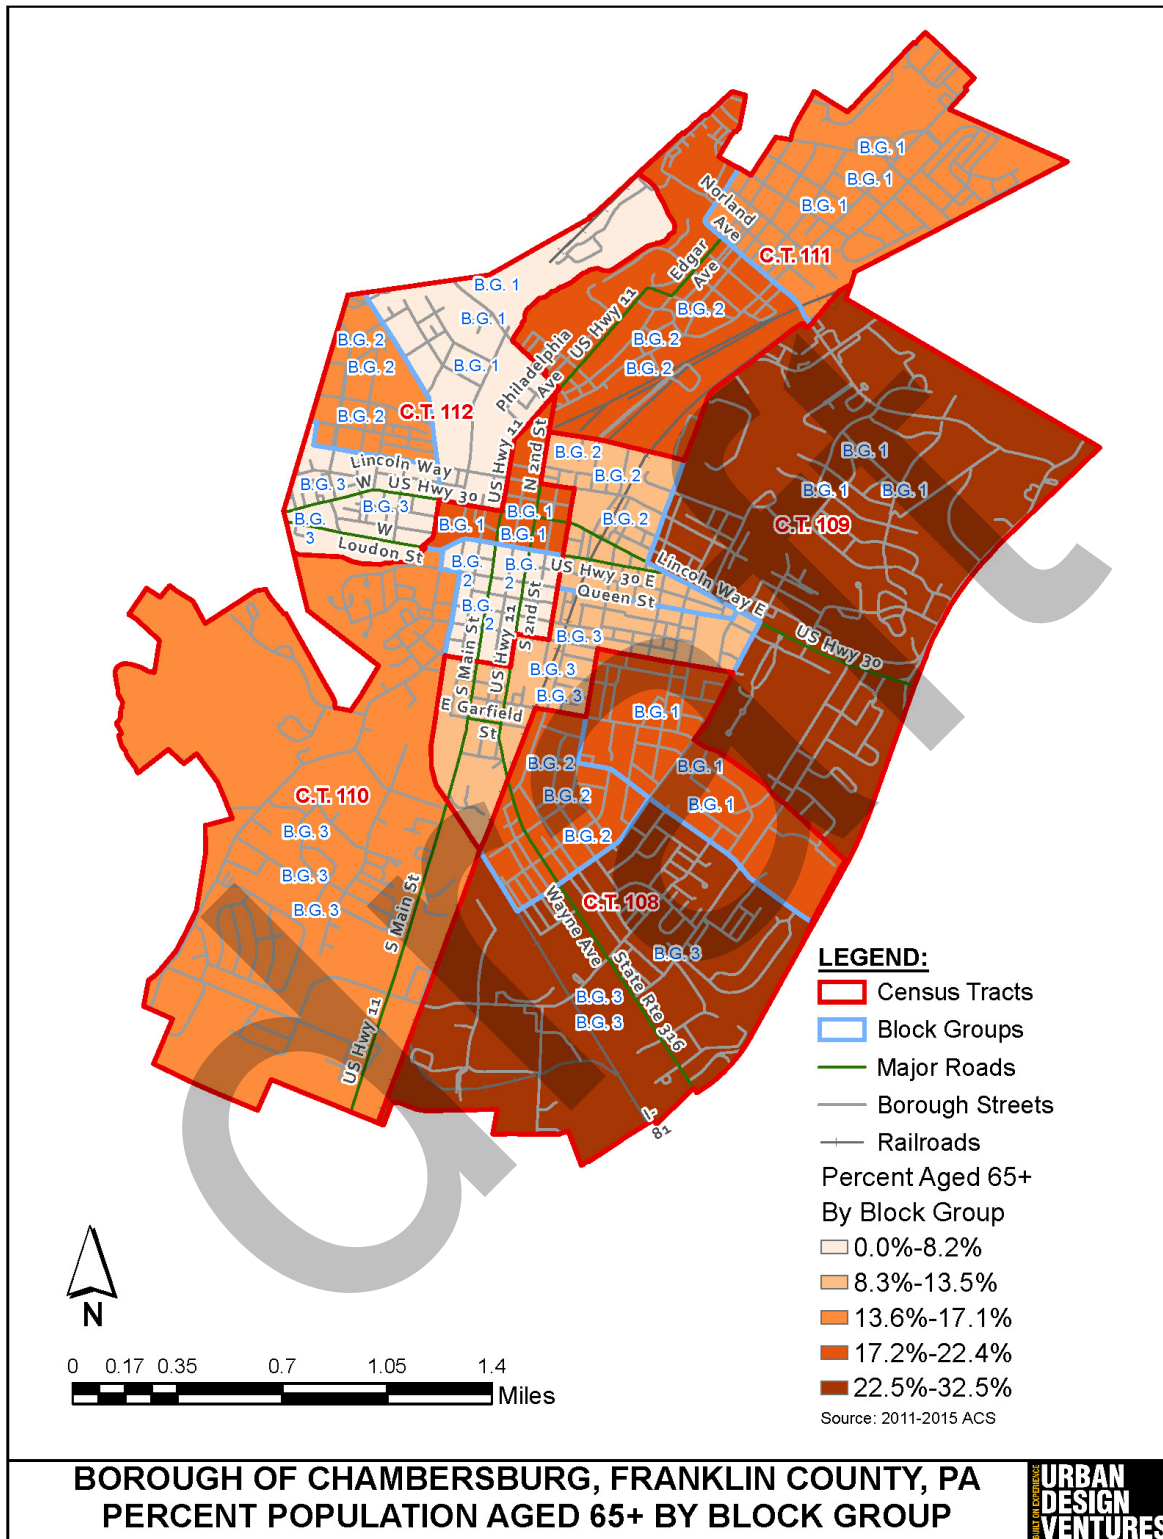 B.G. 1
B.G. 1
B.G. 1
Norland
Ave
C.T. 111
Edgar
Ave
B.G. 1
B.G. 1
B.G. 1
US Hwy 11
B.G. 2
B.G. 2
B.G. 2
Philadelphia
Ave
B.G. 2
B.G. 2
B.G. 2
C.T. 112
US Hwy 11
N 2nd St
B.G. 2
B.G. 2
B.G. 2
B.G. 1
B.G. 1
B.G. 1
C.T. 109
Lincoln Way
W
US Hwy 30
B.G. 3
B.G. 3
B.G.
3
W
Loudon St
B.G. 1
B.G. 1
B.G. 1
B.G.
2
B.G.
2
B.G.
2
US Hwy 30 E
Queen St
Lincoln Way E
US Hwy 30
S Main St
US Hwy 11
S 2nd St
B.G. 3
B.G. 3
B.G. 3
E Garfield
St
B.G. 1
B.G. 1
B.G. 1
B.G. 2
B.G. 2
B.G. 2
C.T. 110
B.G. 3
B.G. 3
B.G. 3
S Main St
US Hwy 11
C.T. 108
Wayne Ave
State Rte 316
B.G. 3
B.G. 3
B.G. 3
I-
81
draft
LEGEND:
Census Tracts
Block Groups
Major Roads
Borough Streets
Railroads
Percent Aged 65+
By Block Group
0.0%-8.2%
8.3%-13.5%
13.6%-17.1%
17.2%-22.4%
22.5%-32.5%
Source: 2011-2015 ACS
N
0 0.17 0.35 0.7 1.05 1.4
Miles
BOROUGH OF CHAMBERSBURG, FRANKLIN COUNTY, PA
PERCENT POPULATION AGED 65+ BY BLOCK GROUP
BUILT ON EXPERIENCE
URBAN
DESIGN
VENTURES